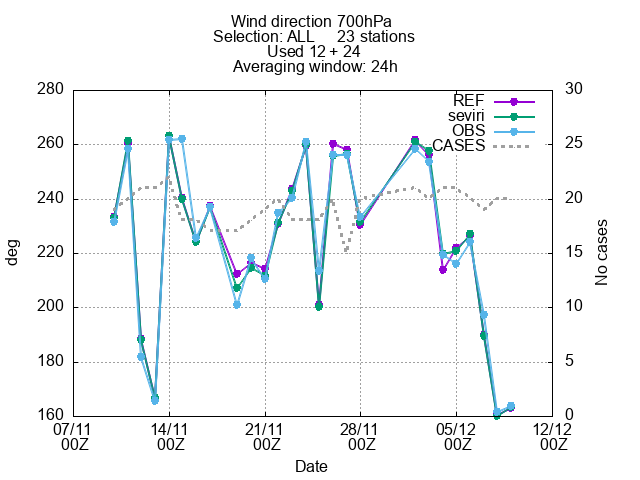 Wind direction 700hPa
Selection: ALL 23 stations
Used 12 + 24
Averaging window: 24h
REF
seviri
OBS
CASES
280
260
240
220
200
180
160
deg
30
25
20
15
10
5
0
No cases
07/11 14/11 21/11 28/11 05/12 12/12
00Z 00Z 00Z 00Z 00Z 00Z
Date